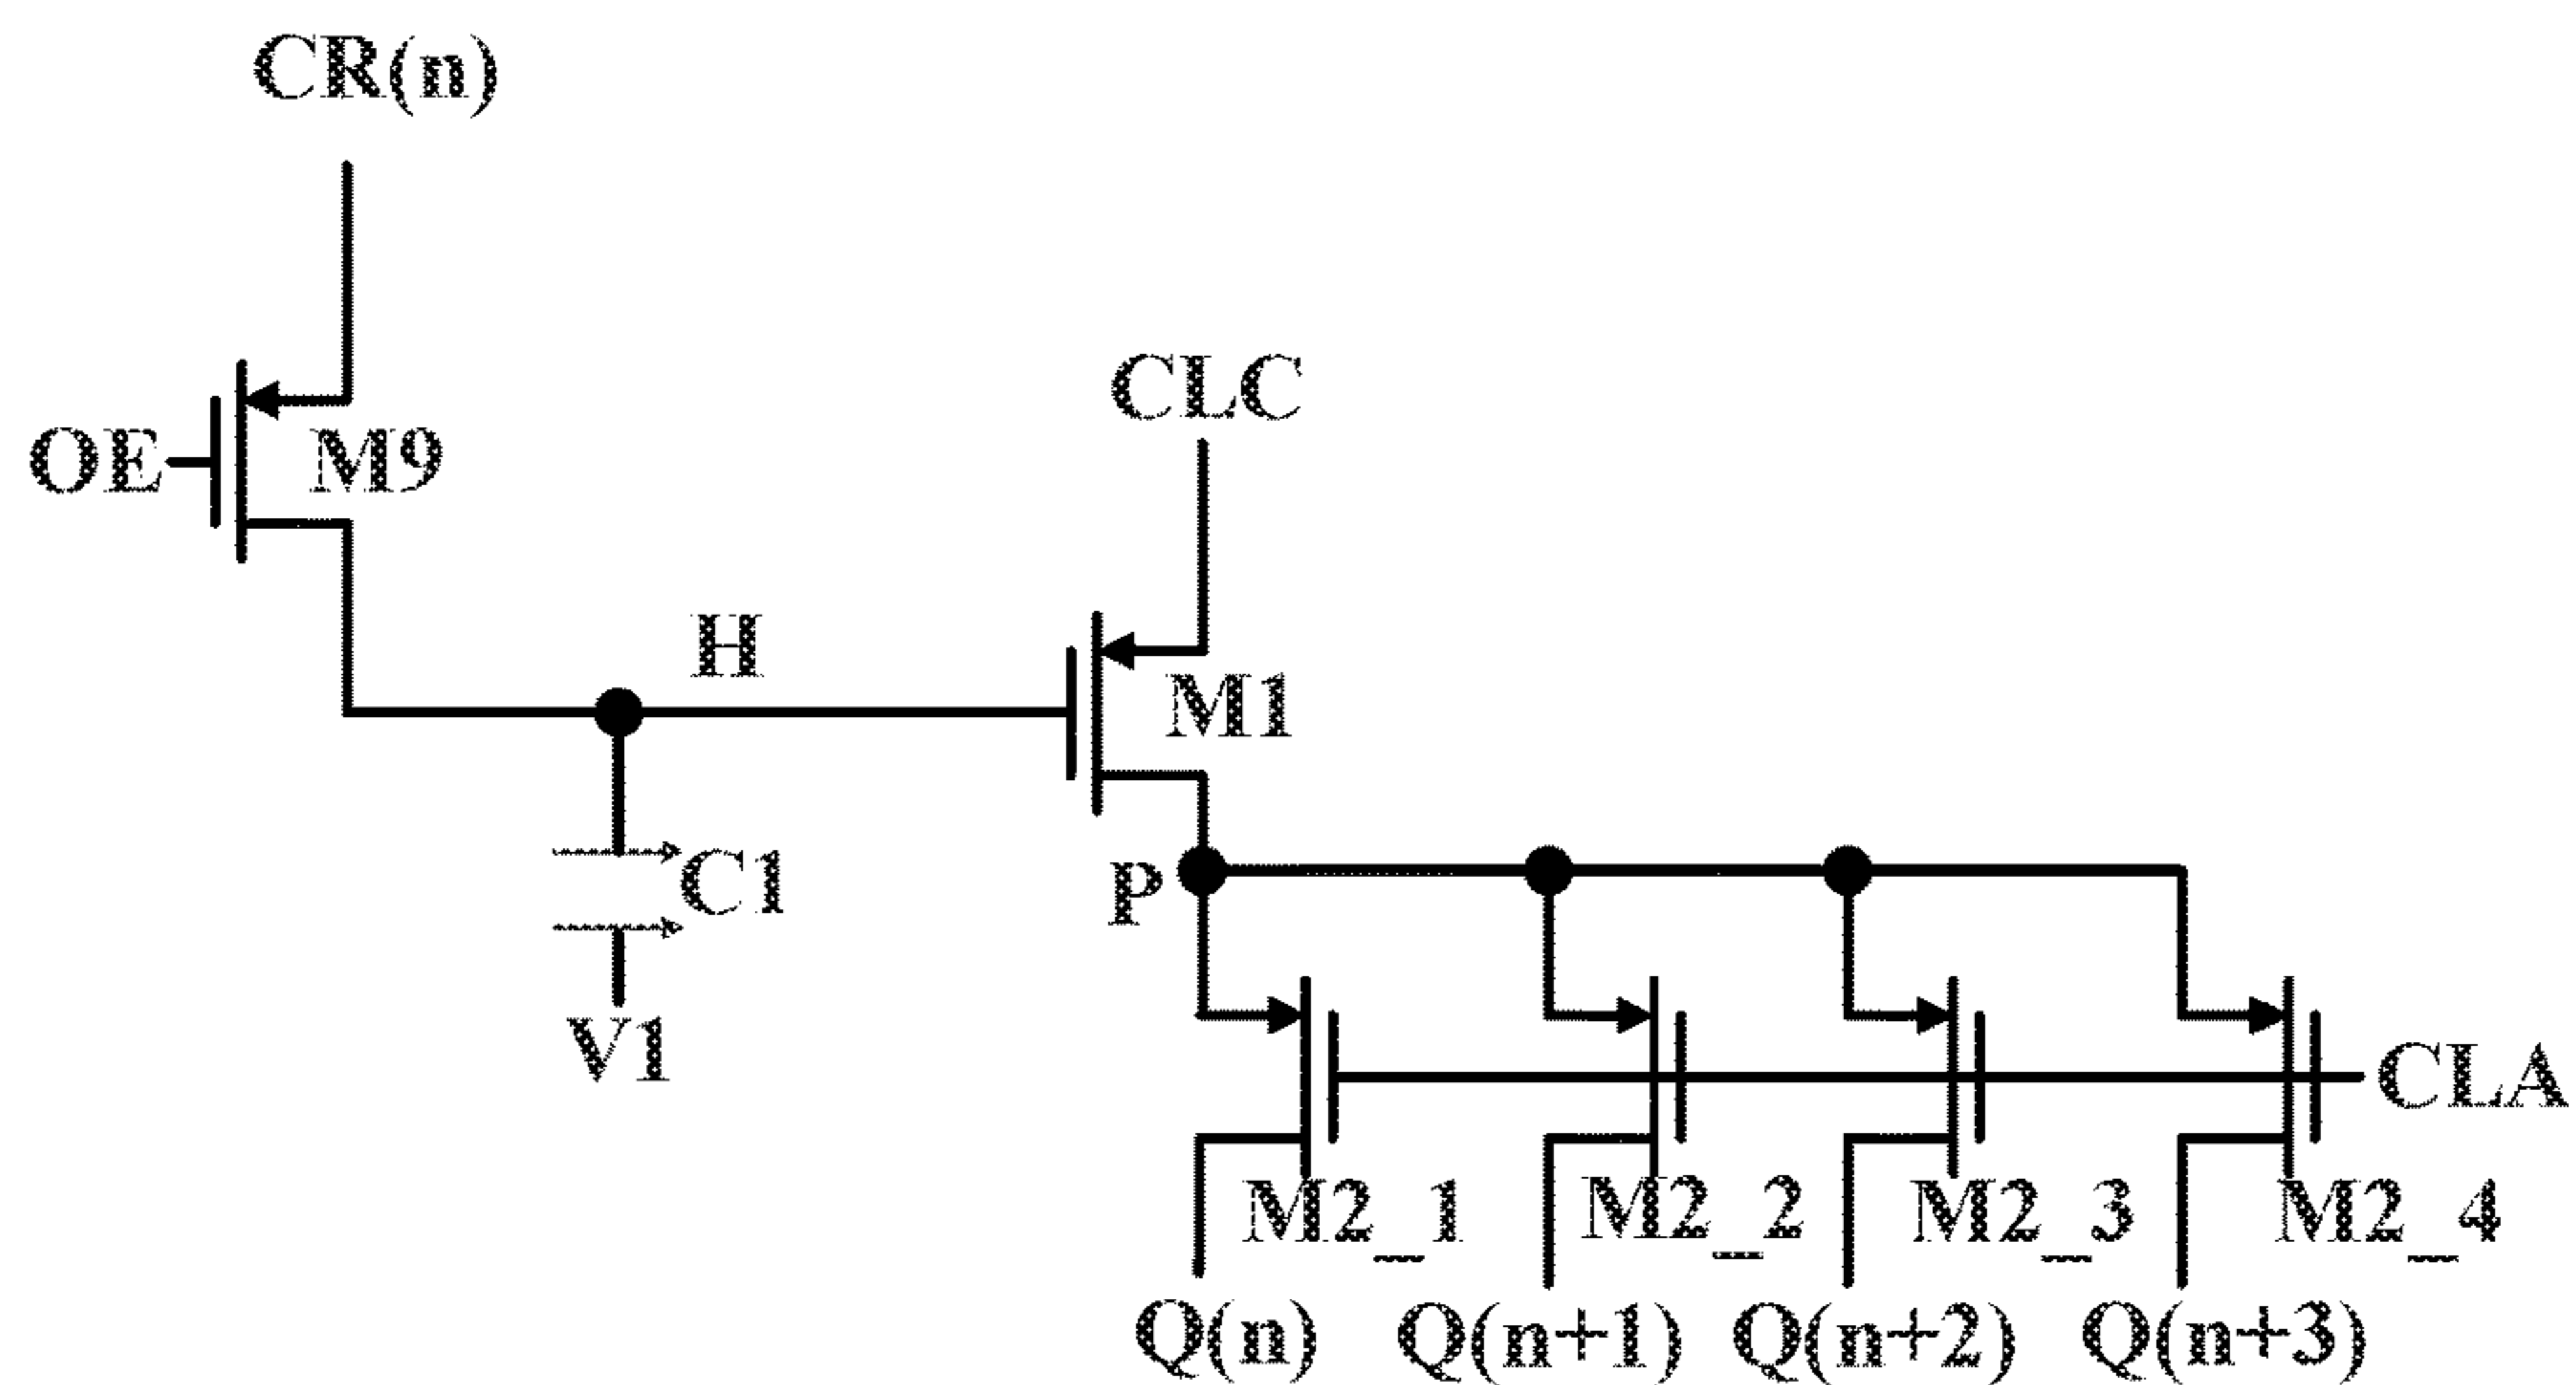 CR(n)
CLC
OE
M9
H
M1
C1
P
V1
CLA
M2_1
M2_2
M2_3
M2_4
Q(n)
Q(n+1)
Q(n+2)
Q(n+3)